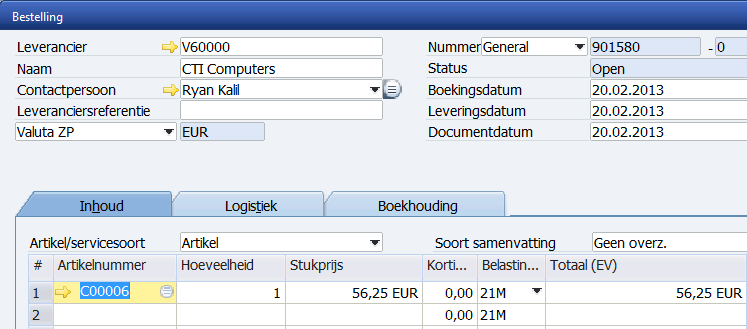 Bestelling
Leverancier V60000 Nummer General 901580 - 0
Naam CTI Computers Status Open
Contactpersoon Ryan Kalil Boekingsdatum 20.02.2013
Leveranciersreferentie Leveringsdatum 20.02.2013
Valuta ZP EUR Documentdatum 20.02.2013
Inhoud Logistiek Boekhouding
Artikel/servicesoort Artikel Soort samenvatting Geen overz.
# Artikelnummer Hoeveelheid Stukprijs Korti... Belastin... Totaal (EV)
1 C00006 1 56,25 EUR 0,00 21M 56,25 EUR
2 0,00 21M